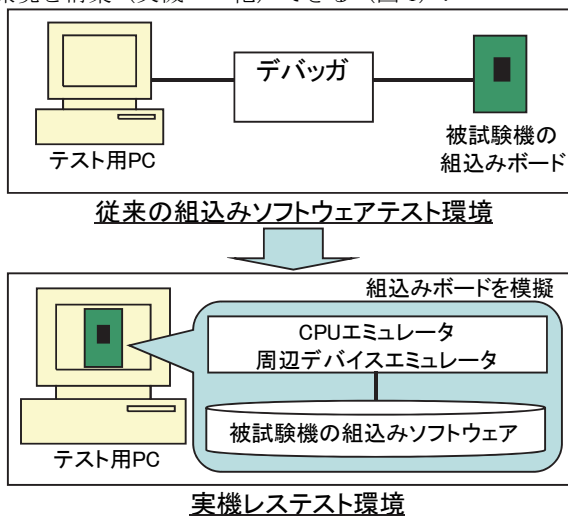 デバッガ
テスト用PC
被試験機の
組込みボード
従来の組込みソフトウェアテスト環境
組込みボードを模擬
CPUエミュレータ
周辺デバイスエミュレータ
被試験機の組込みソフトウェア
テスト用PC
実機レステスト環境